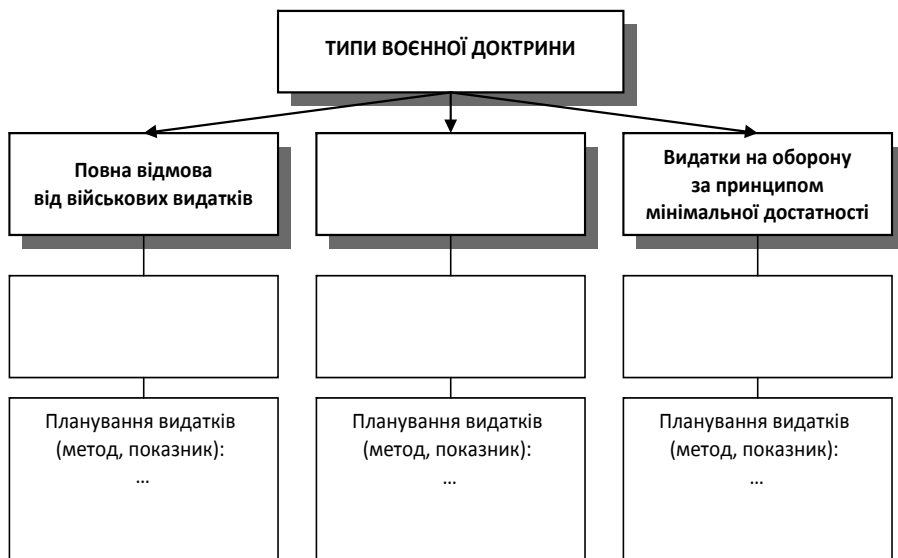 ТИПИ ВОЄННОЇ ДОКТРИНИ
Повна відмова
від військових видатків
Видатки на оборону
за принципом
мінімальної достатності
Планування видатків
(метод, показник):
...
Планування видатків
(метод, показник):
...
Планування видатків
(метод, показник):
...